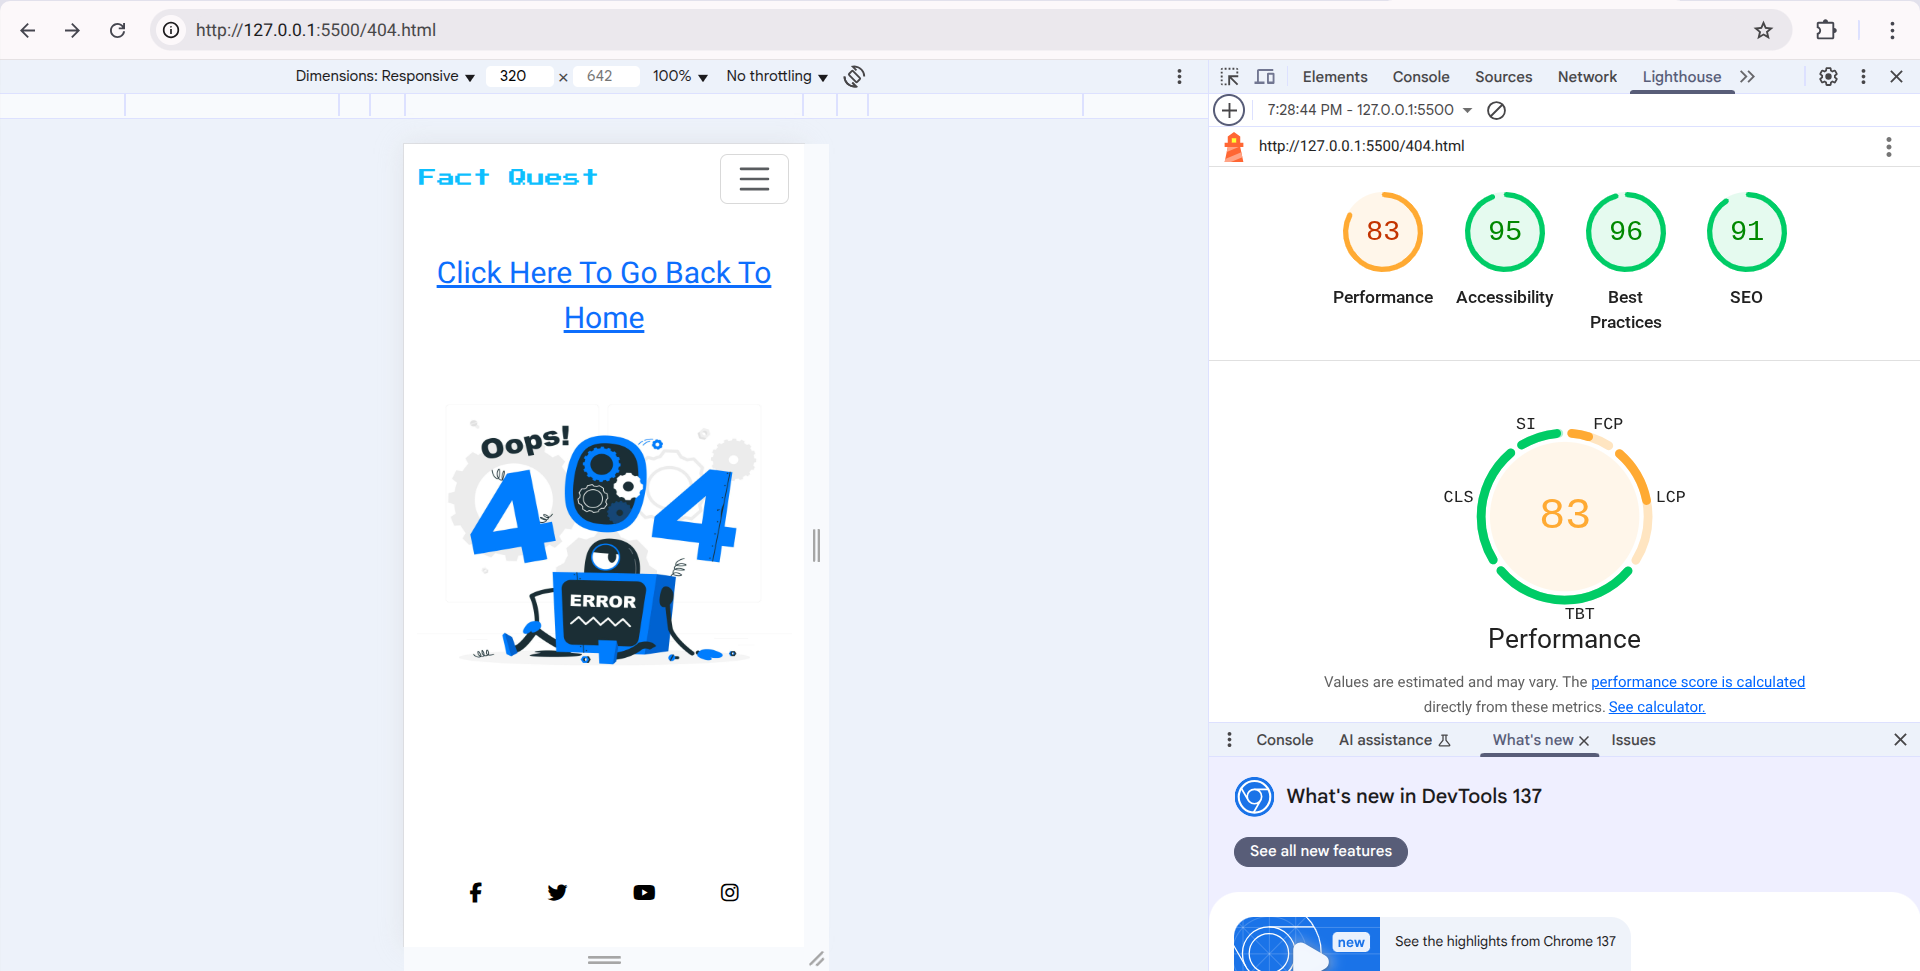 http://127.0.0.1:5500/404.html
Dimensions: Responsive 320 × 642 100% No throttling
Elements Console Sources Network Lighthouse
7:28:44 PM - 127.0.0.1:5500
http://127.0.0.1:5500/404.html
Fact Quest
Click Here To Go Back To
Home
Oops!
404
ERROR
83 95 96 91
Performance Accessibility Best
Practices
SEO
SI FCP
CLS LCP
83
TBT
Performance
Values are estimated and may vary. The performance score is calculated
directly from these metrics. See calculator.
Console AI assistance What's new Issues
What's new in DevTools 137
See all new features
new
See the highlights from Chrome 137